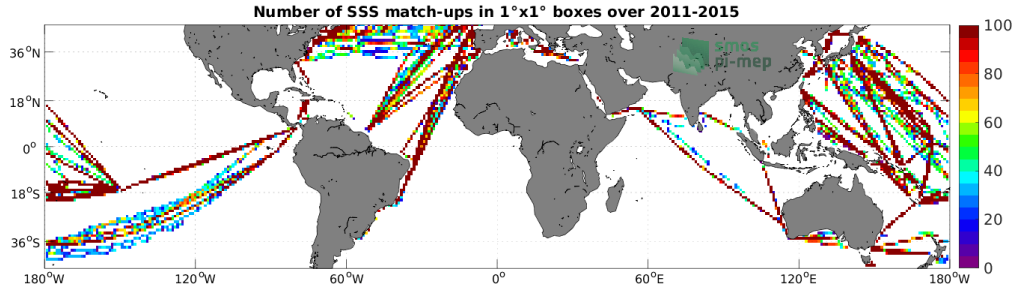 Number of SSS match-ups in 1°x1° boxes over 2011-2015
smos
pi-mep
36°N
18°N
0°
18°S
36°S
180°W
120°W
60°W
0°
60°E
120°E
180°W
100
80
60
40
20
0